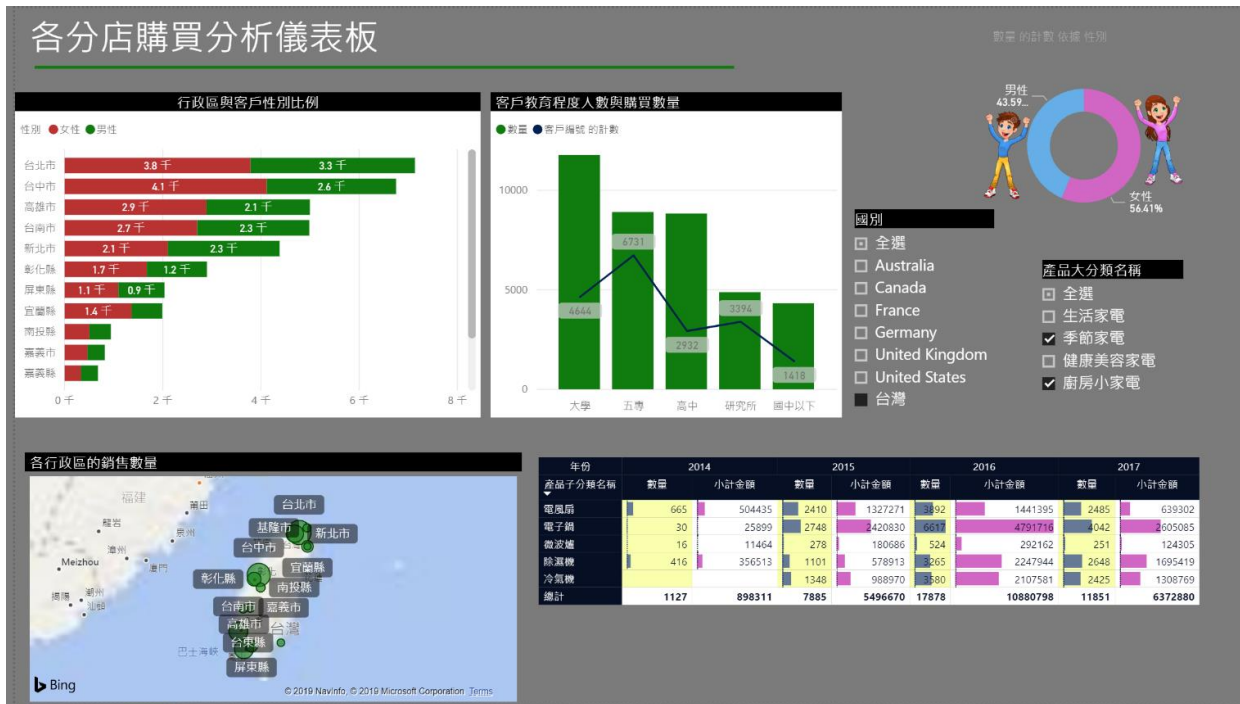 各分店購買分析儀表板
數量 的計數 依據 性別
行政區與客戶性別比例
性別 女性 男性
台北市 3.8 千 3.3 千
台中市 4.1 千 2.6 千
高雄市 2.9 千 2.1 千
台南市 2.7 千 2.3 千
新北市 2.1 千 2.3 千
彰化縣 1.7 千 1.2 千
屏東縣 1.1 千 0.9 千
宜蘭縣 1.4 千
南投縣
嘉義市
嘉義縣
0 千 2 千 4 千 6 千 8 千
客戶教育程度人數與購買數量
數量 客戶編號 的計數
10000
5000
0
4644 6731 2932 3394 1418
大學 五專 高中 研究所 國中以下
男性
43.59...
女性
56.41%
國別
全選
Australia
Canada
France
Germany
United Kingdom
United States
台灣
產品大分類名稱
全選
生活家電
季節家電
健康美容家電
廚房小家電
各行政區的銷售數量
福建
莆田
龍岩
泉州
漳州
Meizhou
廈門
潮州
揭陽
汕頭
台北市
基隆市
新北市
台中市
宜蘭縣
彰化縣
南投縣
台南市
嘉義市
高雄市
台灣
台東縣
巴士海峽
屏東縣
Bing
© 2019 NavInfo, © 2019 Microsoft Corporation Terms
年份 2014 2015 2016 2017
產品子分類名稱 數量 小計金額 數量 小計金額 數量 小計金額 數量 小計金額
電風扇 665 504435 2410 1327271 3892 1441395 2485 639302
電子鍋 30 25899 2748 2420830 6617 4791716 4042 2605085
微波爐 16 11464 278 180686 524 292162 251 124305
除濕機 416 356513 1101 578913 3265 2247944 2648 1695419
冷氣機 1348 988970 3580 2107581 2425 1308769
總計 1127 898311 7885 5496670 17878 10880798 11851 6372880